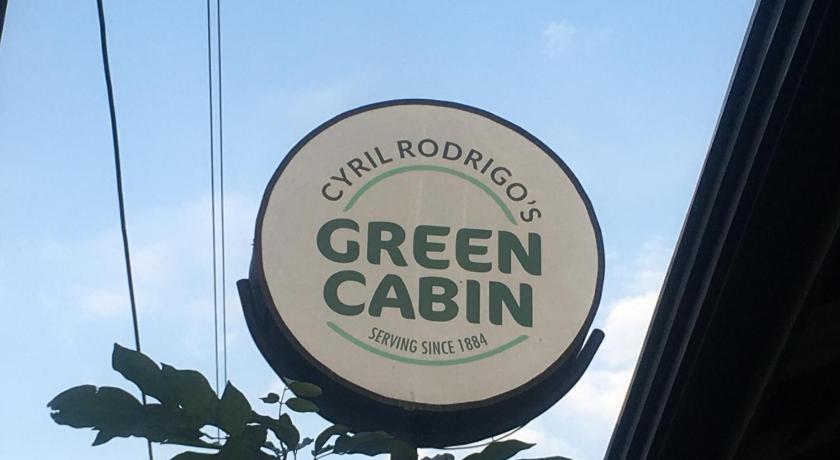 CYRIL RODRIGO'S
GREEN
CABIN
SERVING SINCE 1884